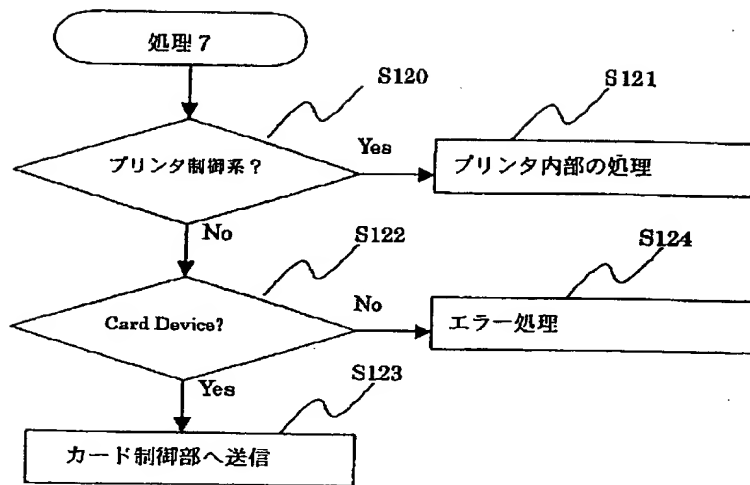 処理7
S120
S121
プリンタ制御系?
Yes
プリンタ内部の処理
No
S122
S124
Card Device?
No
エラー処理
Yes
S123
カード制御部へ送信